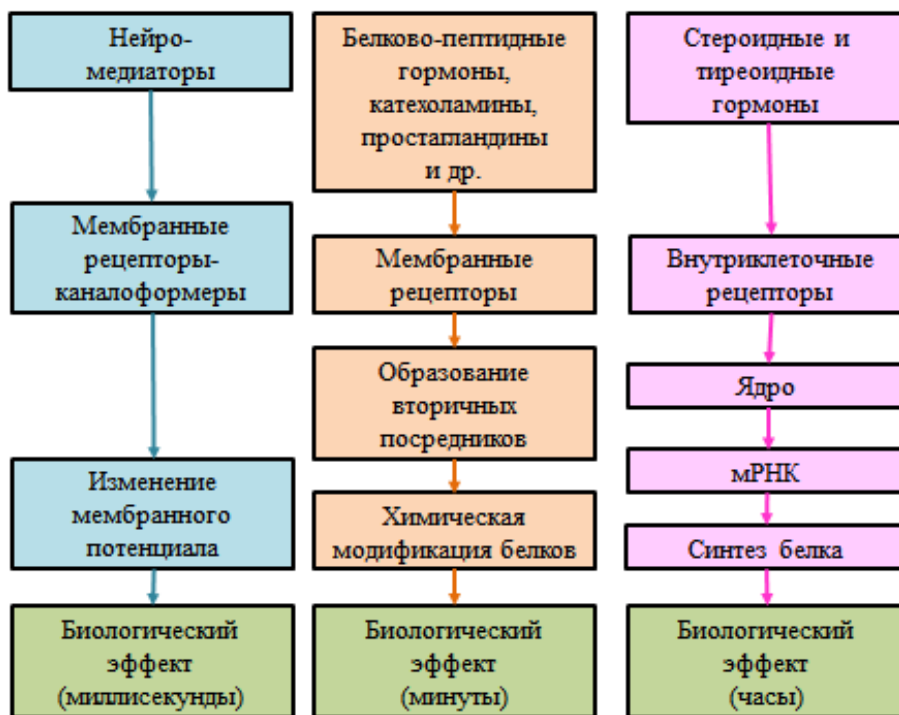 Нейро-
медиаторы
Мембранные
рецепторы-
каналоформеры
Изменение
мембранного
потенциала
Биологический
эффект
(миллисекунды)
Белково-пептидные
гормоны,
катехоламины,
простагландины
и др.
Мембранные
рецепторы
Образование
вторичных
посредников
Химическая
модификация белков
Биологический
эффект
(минуты)
Стероидные и
тиреоидные
гормоны
Внутриклеточные
рецепторы
Ядро
мРНК
Синтез белка
Биологический
эффект
(часы)